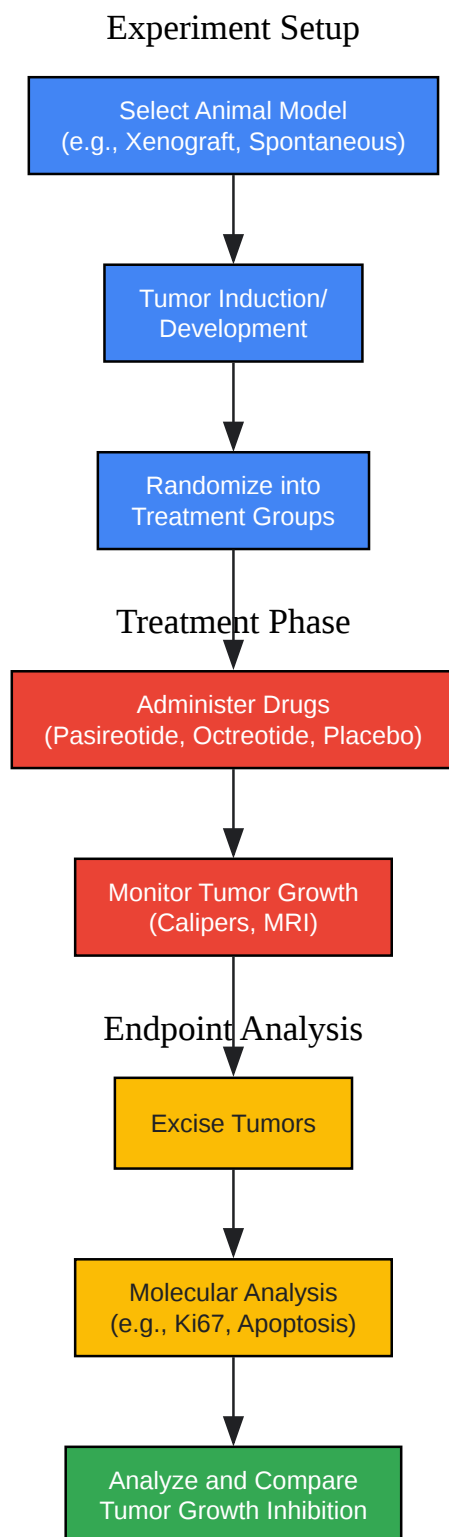 Experiment Setup
Select Animal Model
(e.g., Xenograft, Spontaneous)
Tumor Induction/
Development
Randomize into
Treatment Groups
Treatment Phase
Administer Drugs
(Pasireotide, Octreotide, Placebo)
Monitor Tumor Growth
(Calipers, MRI)
Endpoint Analysis
Excise Tumors
Molecular Analysis
(e.g., Ki67, Apoptosis)
Analyze and Compare
Tumor Growth Inhibition